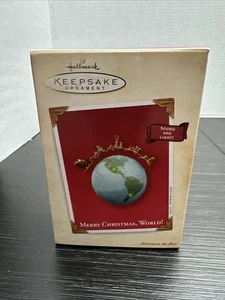 Hallmark
KEEPSAKE
ORNAMENT
SOUND
AND
LIGHT!
MERRY CHRISTMAS, WORLD!